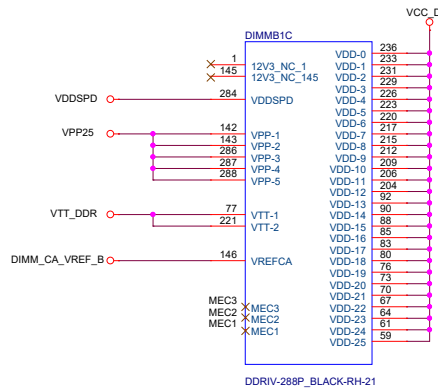 VCC_D
DIMMB1C
1 12V3_NC_1
145 12V3_NC_145
VDDSPD 284 VDDSPD
VPP25 142 VPP-1
143 VPP-2
286 VPP-3
287 VPP-4
288 VPP-5
VTT_DDR 77 VTT-1
221 VTT-2
DIMM_CA_VREF_B 146 VREFCA
MEC3 MEC3
MEC2 MEC2
MEC1 MEC1
VDD-0 236
VDD-1 233
VDD-2 231
VDD-3 229
VDD-4 226
VDD-5 223
VDD-6 220
VDD-7 217
VDD-8 215
VDD-9 212
VDD-10 209
VDD-11 206
VDD-12 204
VDD-13 92
VDD-14 90
VDD-15 88
VDD-16 85
VDD-17 83
VDD-18 80
VDD-19 76
VDD-20 73
VDD-21 70
VDD-22 67
VDD-23 64
VDD-24 61
VDD-25 59
DDRIV-288P_BLACK-RH-21